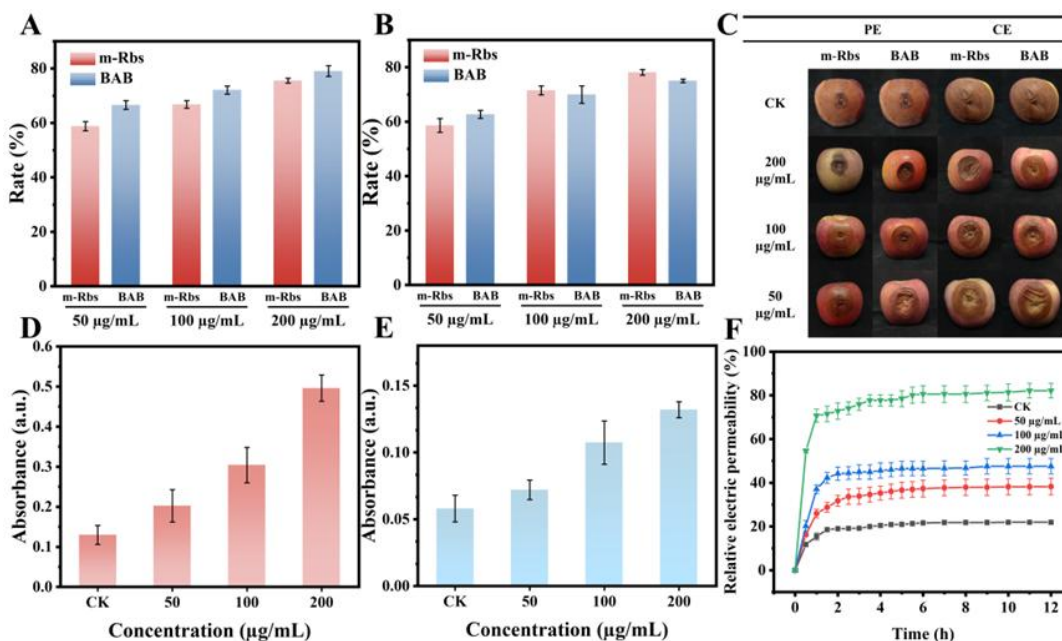 A
m-Rbs
BAB
Rate (%)
80
60
40
20
0
m-Rbs BAB m-Rbs BAB m-Rbs BAB
50 µg/mL 100 µg/mL 200 µg/mL
B
m-Rbs
BAB
Rate (%)
80
60
40
20
0
m-Rbs BAB m-Rbs BAB m-Rbs BAB
50 µg/mL 100 µg/mL 200 µg/mL
C
PE CE
m-Rbs BAB m-Rbs BAB
CK
200
µg/mL
100
µg/mL
50
µg/mL
D
Absorbance (a.u.)
0.6
0.5
0.4
0.3
0.2
0.1
0.0
CK 50 100 200
Concentration (µg/mL)
E
Absorbance (a.u.)
0.15
0.10
0.05
0.00
CK 50 100 200
Concentration (µg/mL)
F
Relative electric permeability (%)
100
80
60
40
20
0
CK
50 µg/mL
100 µg/mL
200 µg/mL
0 2 4 6 8 10 12
Time (h)